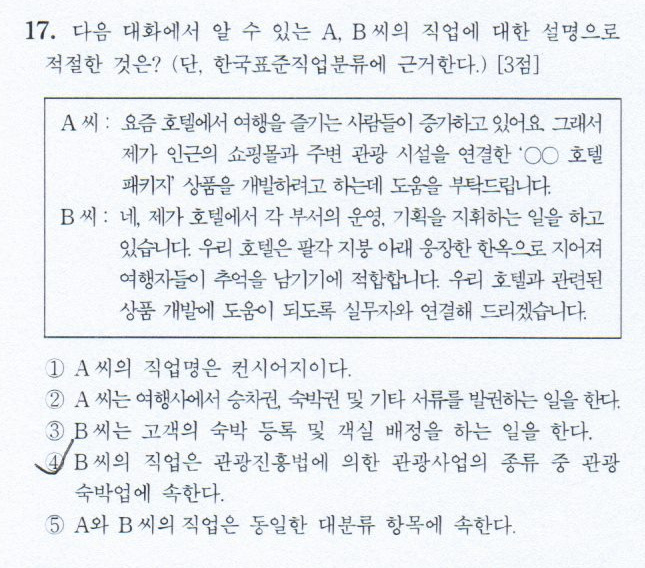 17. 다음 대화에서 알 수 있는 A, B 씨의 직업에 대한 설명으로
적절한 것은? (단, 한국표준직업분류에 근거한다.) [3점]
A 씨 : 요즘 호텔에서 여행을 즐기는 사람들이 증가하고 있어요. 그래서
제가 인근의 쇼핑몰과 주변 관광 시설을 연결한 ‘○○ 호텔
패키지’ 상품을 개발하려고 하는데 도움을 부탁드립니다.
B 씨 : 네, 제가 호텔에서 각 부서의 운영, 기획을 지휘하는 일을 하고
있습니다. 우리 호텔은 팔각 지붕 아래 웅장한 한옥으로 지어져
여행자들이 추억을 남기기에 적합합니다. 우리 호텔과 관련된
상품 개발에 도움이 되도록 실무자와 연결해 드리겠습니다.
① A 씨의 직업명은 컨시어지이다.
② A 씨는 여행사에서 승차권, 숙박권 및 기타 서류를 발권하는 일을 한다.
③ B 씨는 고객의 숙박 등록 및 객실 배정을 하는 일을 한다.
④ B 씨의 직업은 관광진흥법에 의한 관광사업의 종류 중 관광
숙박업에 속한다.
⑤ A와 B 씨의 직업은 동일한 대분류 항목에 속한다.